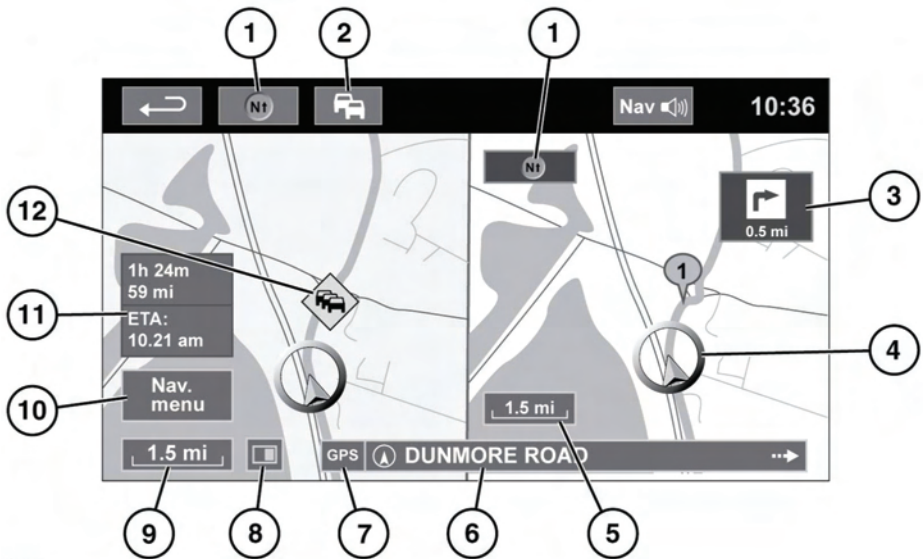 1
2
1
Nt
Nav
10:36
Nt
3
0.5 mi
12
1
1h 24m
59 mi
11
ETA:
10.21 am
4
10
Nav.
menu
1.5 mi
1.5 mi
GPS
DUNMORE ROAD
9
8
7
6
5